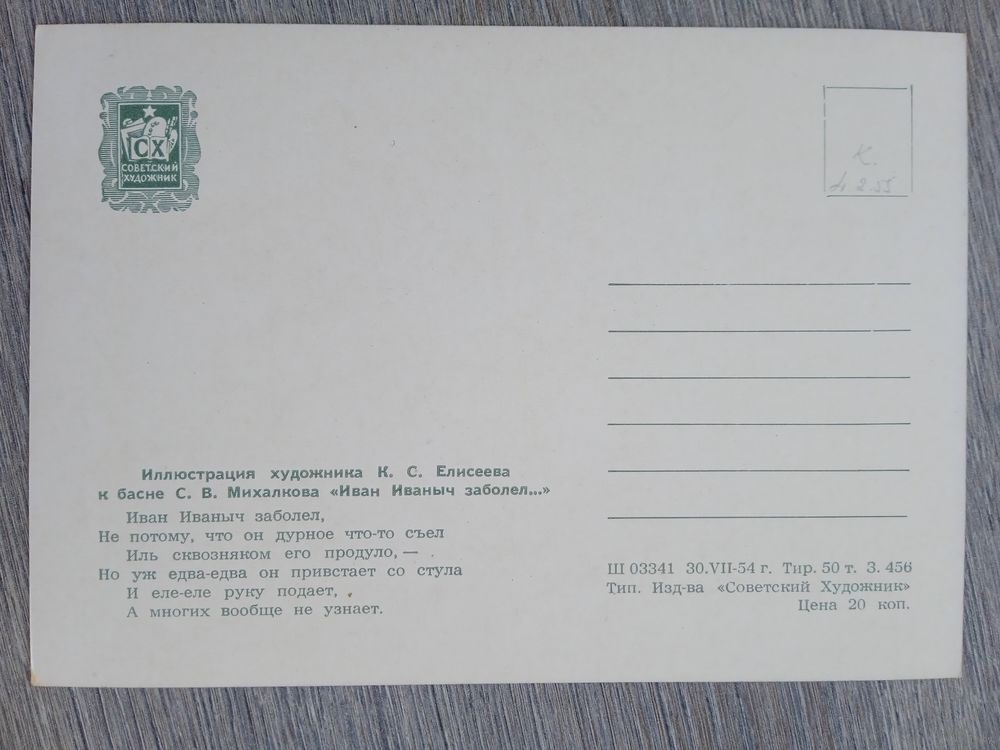 СХ
СОВЕТСКИЙ
ХУДОЖНИК
К.
4 2.55
Иллюстрация художника К. С. Елисеева
к басне С. В. Михалкова «Иван Иваныч заболел...»
Иван Иваныч заболел,
Не потому, что он дурное что-то съел
Иль сквозняком его продуло, —
Но уж едва-едва он привстает со стула
И еле-еле руку подает,
А многих вообще не узнает.
Ш 03341 30.VII-54 г. Тир. 50 т. З. 456
Тип. Изд-ва «Советский Художник»
Цена 20 коп.